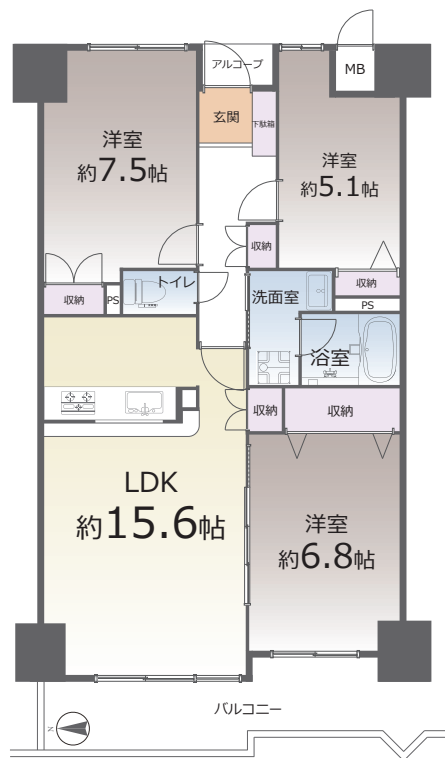 アルコーブ
MB
玄関
下駄箱
洋室
約7.5帖
洋室
約5.1帖
収納
収納
PS
トイレ
収納
PS
洗面室
浴室
収納
収納
LDK
約15.6帖
洋室
約6.8帖
バルコニー
N